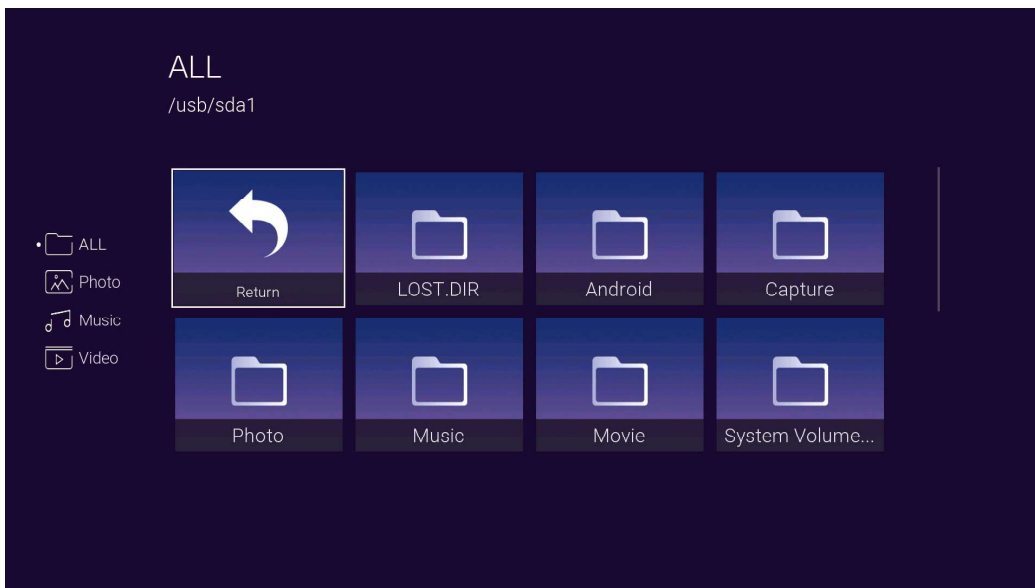 ALL
/usb/sda1
ALL
Photo
Music
Video
Return
LOST.DIR
Android
Capture
Photo
Music
Movie
System Volume...